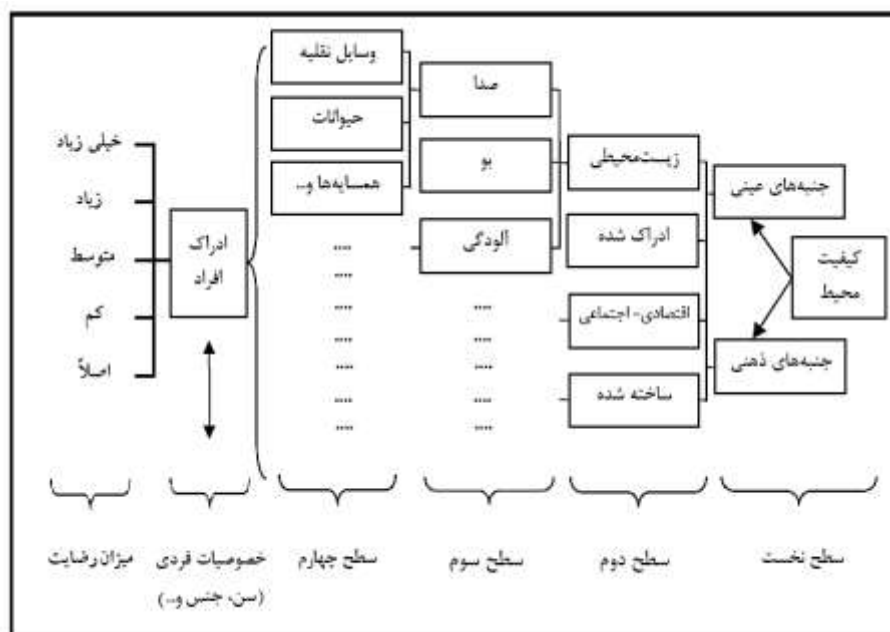 کیفیت
محیط
جنبه‌های عینی
جنبه‌های ذهنی
زیست‌محیطی
ادراک شده
اقتصادی- اجتماعی
ساخته شده
صدا
بو
آلودگی
....
....
....
....
....
وسایل نقلیه
حیوانات
همسایه‌ها و..
....
....
....
....
....
....
....
ادراک
افراد
خیلی زیاد
زیاد
متوسط
کم
اصلاً
سطح نخست
سطح دوم
سطح سوم
سطح چهارم
خصوصیات فردی
(سن، جنس و..)
میزان رضایت